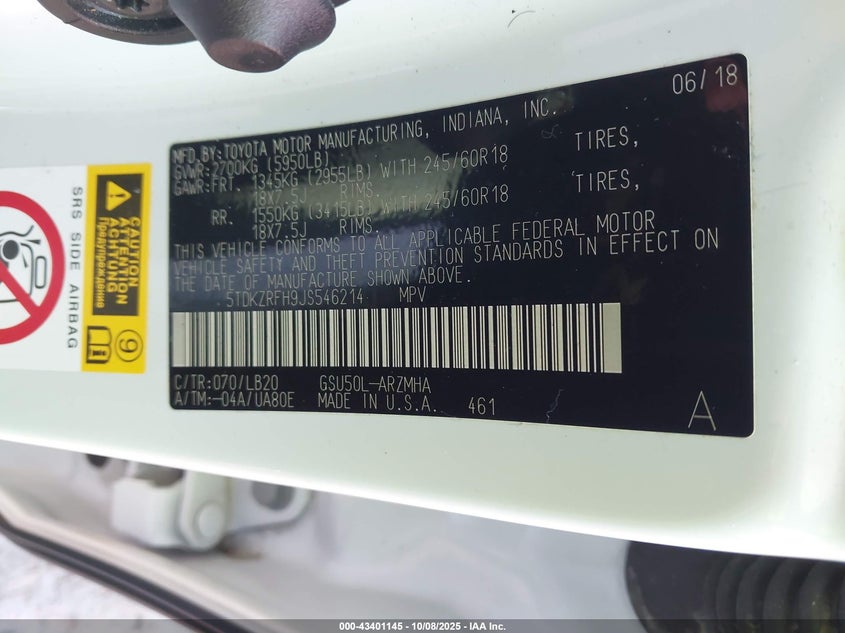 06/18
MFD.BY:TOYOTA MOTOR MANUFACTURING, INDIANA, INC.
GVWR:2700KG (5950LB)
GAWR:FRT. 1345KG (2955LB) WITH 245/60R18 TIRES,
18X7.5J RIMS.
RR. 1550KG (3415LB) WITH 245/60R18 TIRES,
18X7.5J RIMS.
THIS VEHICLE CONFORMS TO ALL APPLICABLE FEDERAL MOTOR
VEHICLE SAFETY AND THEFT PREVENTION STANDARDS IN EFFECT ON
THE DATE OF MANUFACTURE SHOWN ABOVE.
5TDKZRFH9JS546214 MPV
C/TR:070/LB20 GSU50L-ARZMHA
A/TM:-04A/UA80E MADE IN U.S.A. 461
A
SRS SIDE AIRBAG
CAUTION
ATTENTION
ACHTUNG
Предупреждение
9
000-43401145 - 10/08/2025 - IAA Inc.